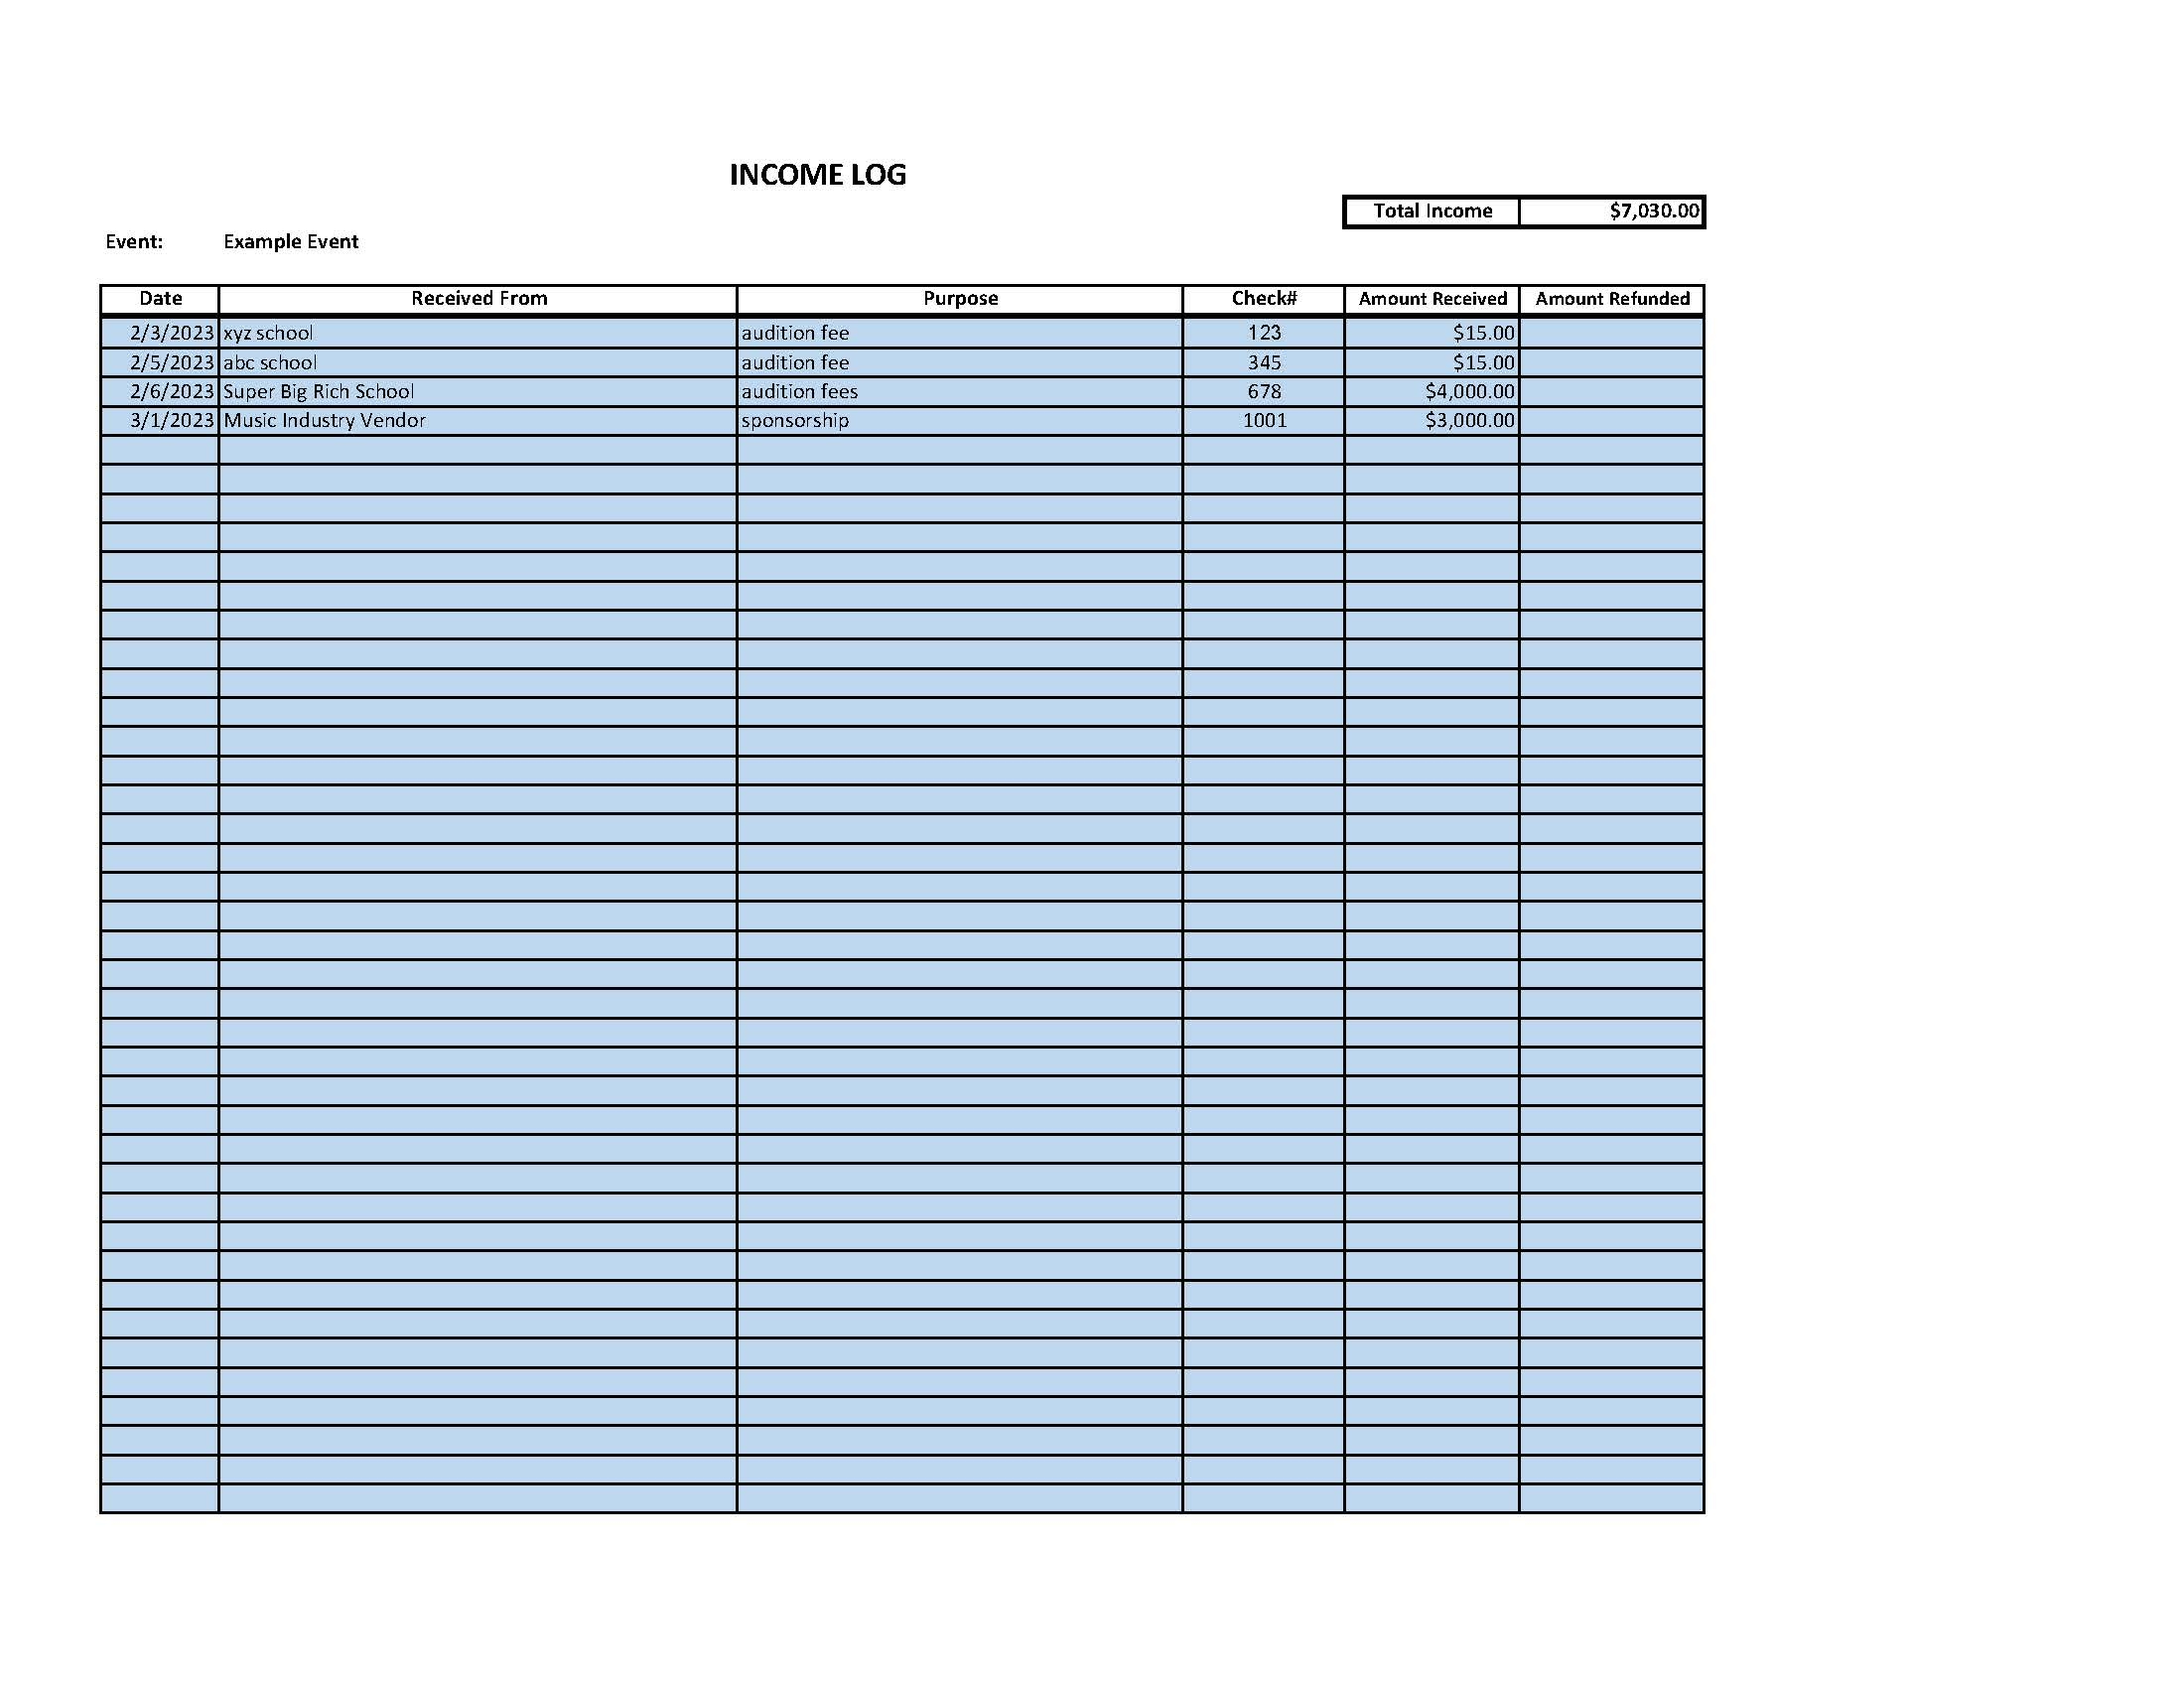 INCOME LOG
Total Income $7,030.00
Event: Example Event
Date Received From Purpose Check# Amount Received Amount Refunded
2/3/2023 xyz school audition fee 123 $15.00
2/5/2023 abc school audition fee 345 $15.00
2/6/2023 Super Big Rich School audition fees 678 $4,000.00
3/1/2023 Music Industry Vendor sponsorship 1001 $3,000.00